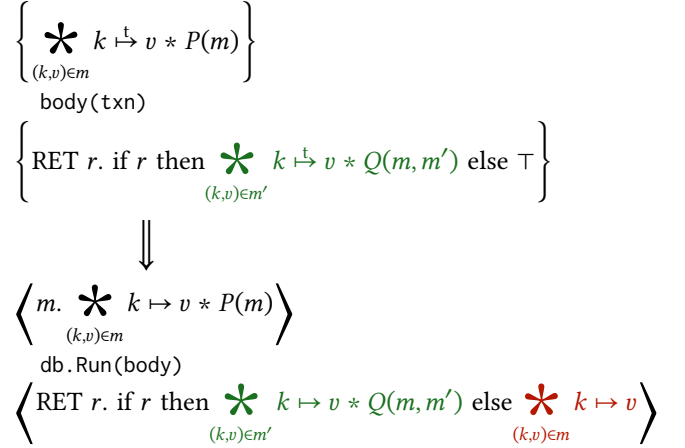 { ∗ k ↦ᵗ v ∗ P(m) }
(k,v)∈m
body(txn)
{ RET r. if r then ∗ k ↦ᵗ v ∗ Q(m, m′) else ⊤ }
(k,v)∈m′
⇓
⟨ m. ∗ k ↦ v ∗ P(m) ⟩
(k,v)∈m
db.Run(body)
⟨ RET r. if r then ∗ k ↦ v ∗ Q(m, m′) else ∗ k ↦ v ⟩
(k,v)∈m′ (k,v)∈m